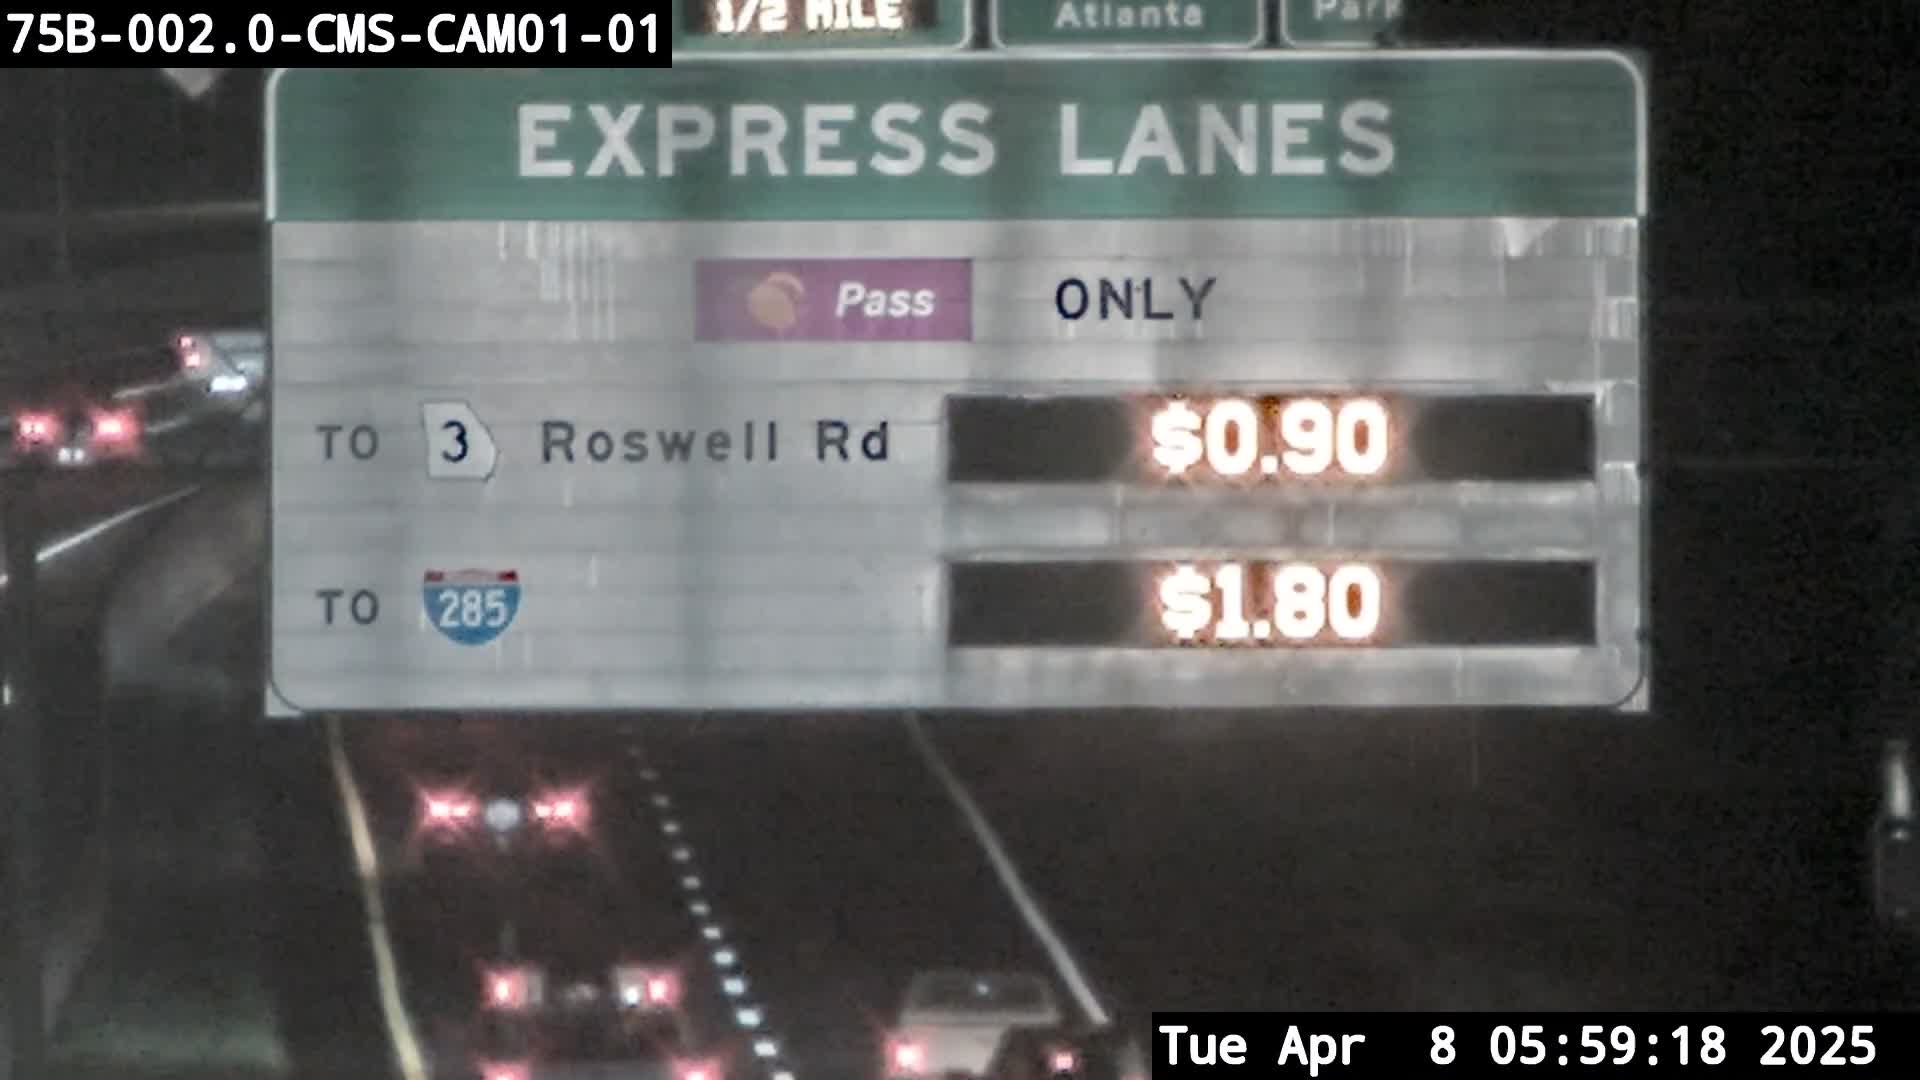 75B-002.0-CMS-CAM01-01
1/2 MILE
Atlanta
EXPRESS LANES
Pass ONLY
TO 3 Roswell Rd $0.90
TO 285 $1.80
Tue Apr 8 05:59:18 2025